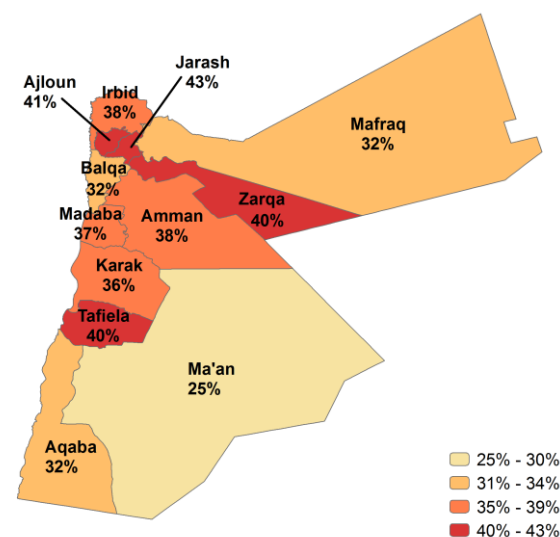 Jarash
43%
Ajloun
41%
Irbid
38%
Mafraq
32%
Balqa
32%
Zarqa
40%
Madaba
37%
Amman
38%
Karak
36%
Tafiela
40%
Ma'an
25%
Aqaba
32%
25% - 30%
31% - 34%
35% - 39%
40% - 43%